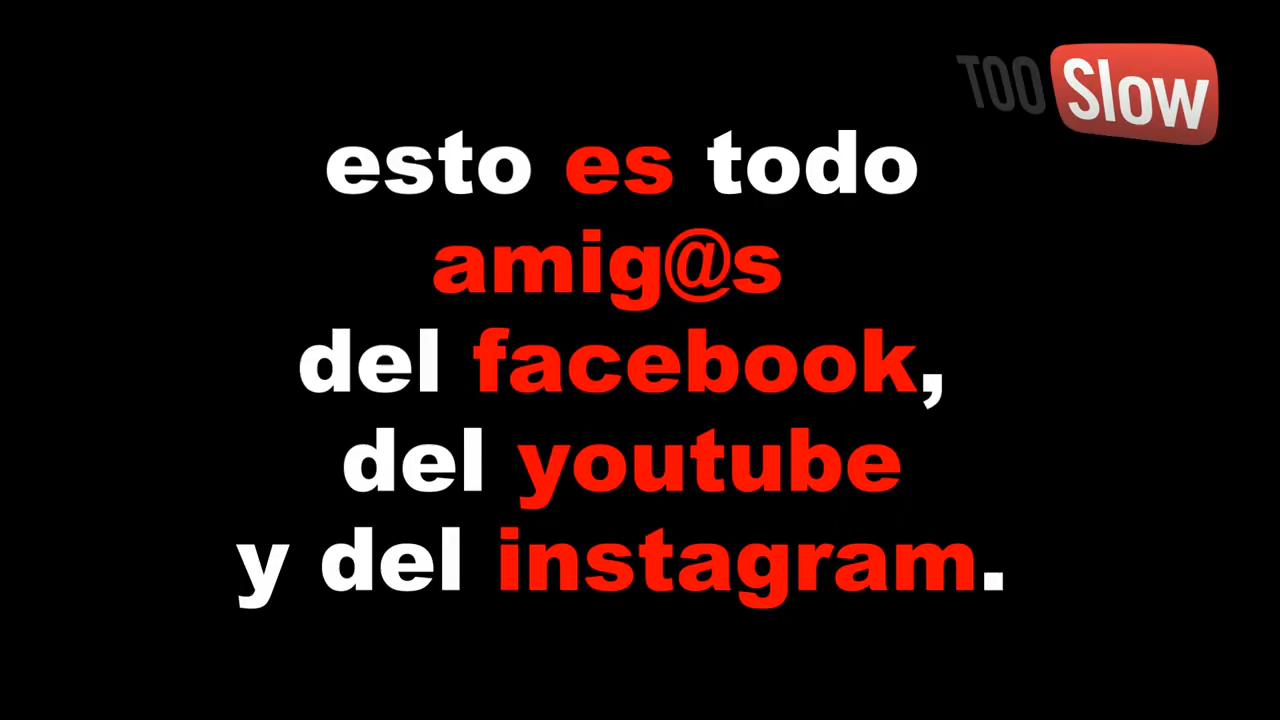 TOO Slow
esto es todo
amig@s
del facebook,
del youtube
y del instagram.